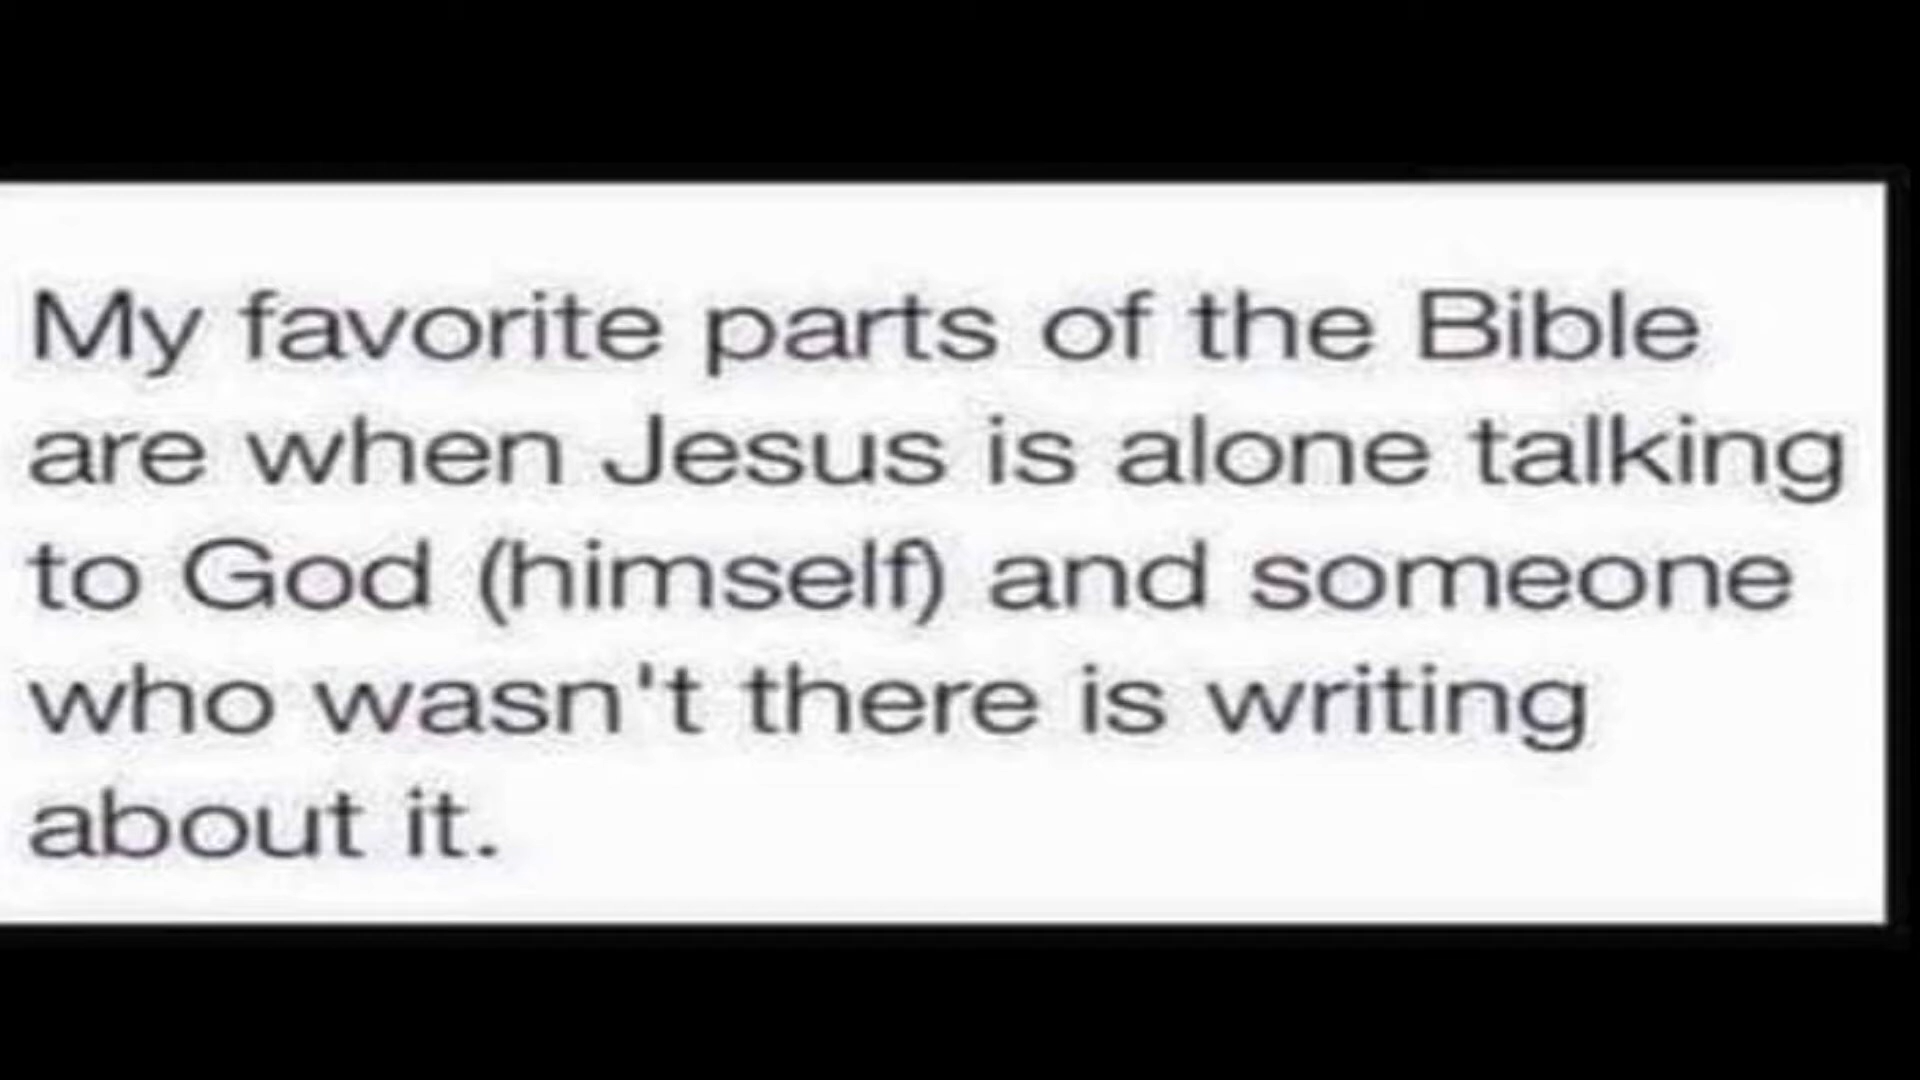 My favorite parts of the Bible
are when Jesus is alone talking
to God (himself) and someone
who wasn't there is writing
about it.